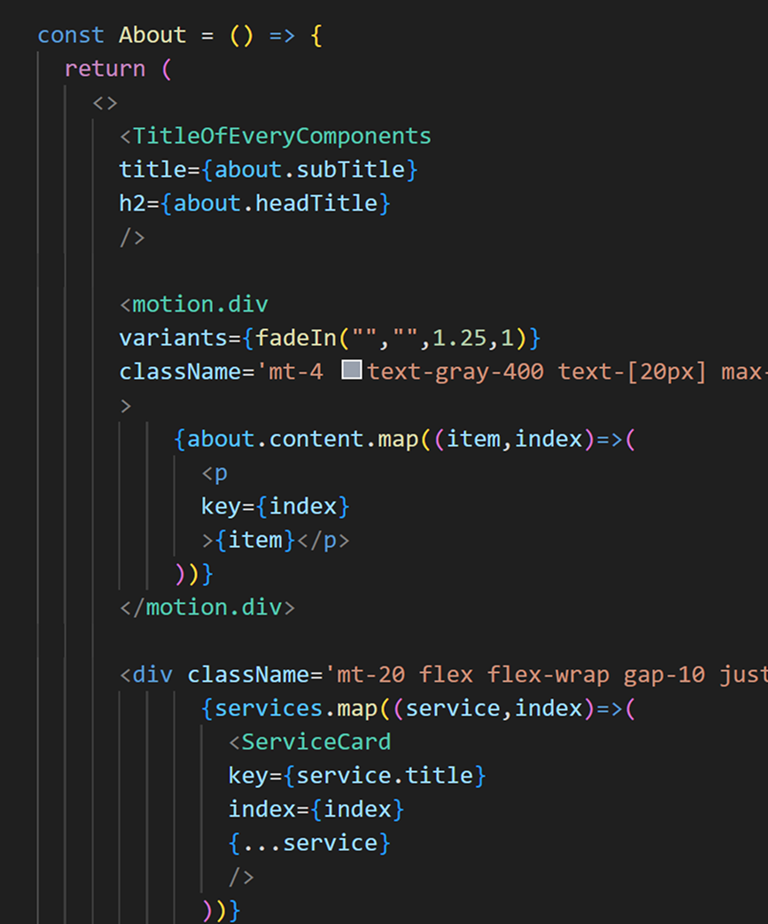 const About = () => {
return (
<>
<TitleOfEveryComponents
title={about.subTitle}
h2={about.headTitle}
/>
<motion.div
variants={fadeIn("","",1.25,1)}
className='mt-4 text-gray-400 text-[20px] max-
>
{about.content.map((item,index)=>(
<p
key={index}
>{item}</p>
))}
</motion.div>
<div className='mt-20 flex flex-wrap gap-10 just
{services.map((service,index)=>(
<ServiceCard
key={service.title}
index={index}
{...service}
/>
))}